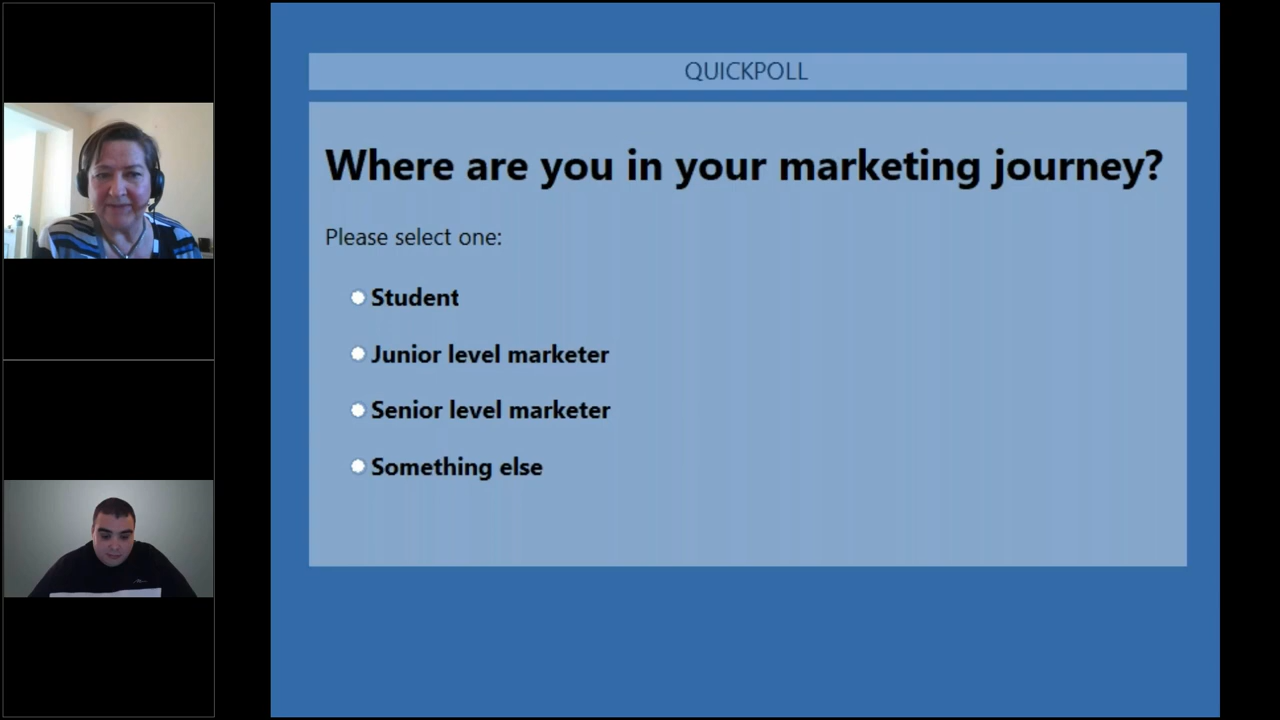 QUICKPOLL
Where are you in your marketing journey?
Please select one:
Student
Junior level marketer
Senior level marketer
Something else